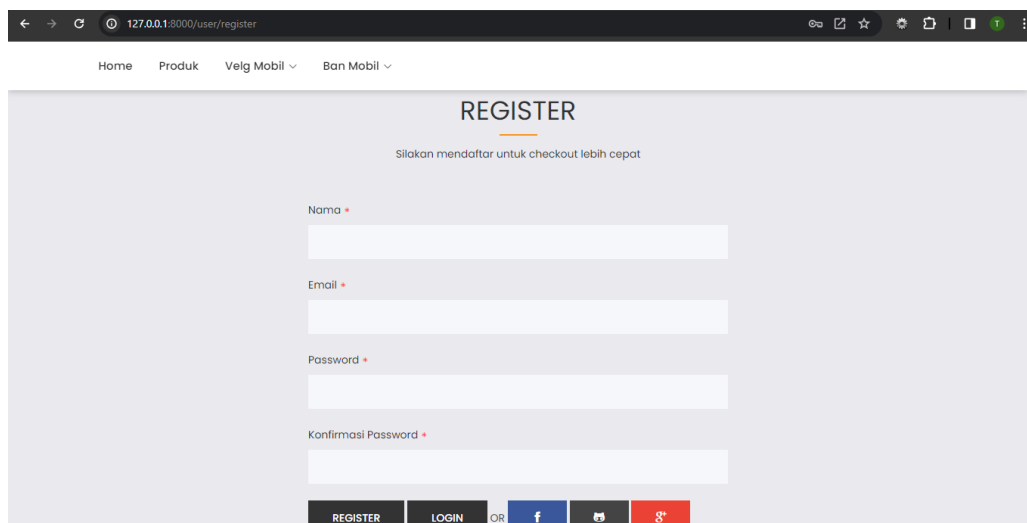 127.0.0.1:8000/user/register
T
Home Produk Velg Mobil Ban Mobil
REGISTER
Silakan mendaftar untuk checkout lebih cepat
Nama *
Email *
Password *
Konfirmasi Password *
REGISTER LOGIN OR f g+